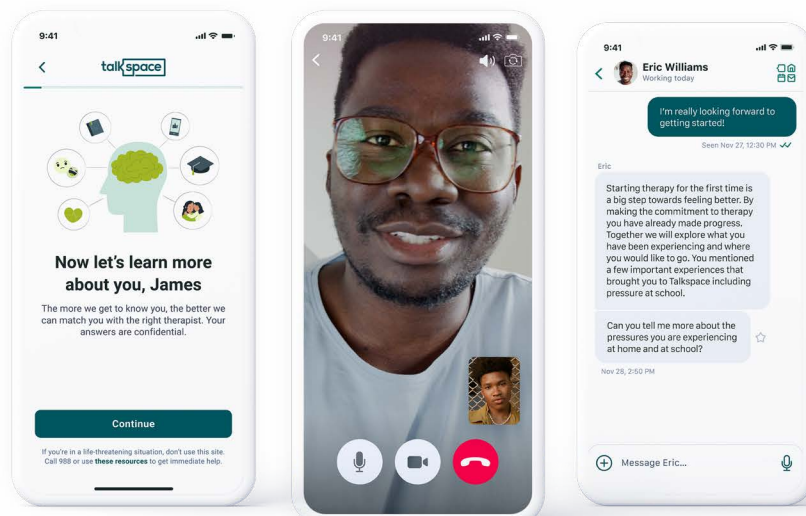 9:41
talkspace
Now let's learn more
about you, James
The more we get to know you, the better we
can match you with the right therapist. Your
answers are confidential.
Continue
If you're in a life-threatening situation, don't use this site.
Call 988 or use these resources to get immediate help.
9:41
9:41
Eric Williams
Working today
I'm really looking forward to
getting started!
Seen Nov 27, 12:30 PM
Eric
Starting therapy for the first time is
a big step towards feeling better. By
making the commitment to therapy
you have already made progress.
Together we will explore what you
have been experiencing and where
you would like to go. You mentioned
a few important experiences that
brought you to Talkspace including
pressure at school.
Can you tell me more about the
pressures you are experiencing
at home and at school?
Nov 28, 2:50 PM
Message Eric...